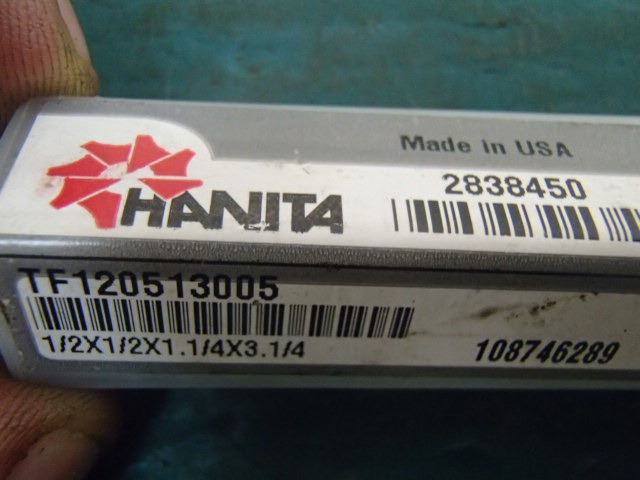 Made in USA
HANITA
2838450
TF120513005
1/2X1/2X1.1/4X3.1/4
108746289